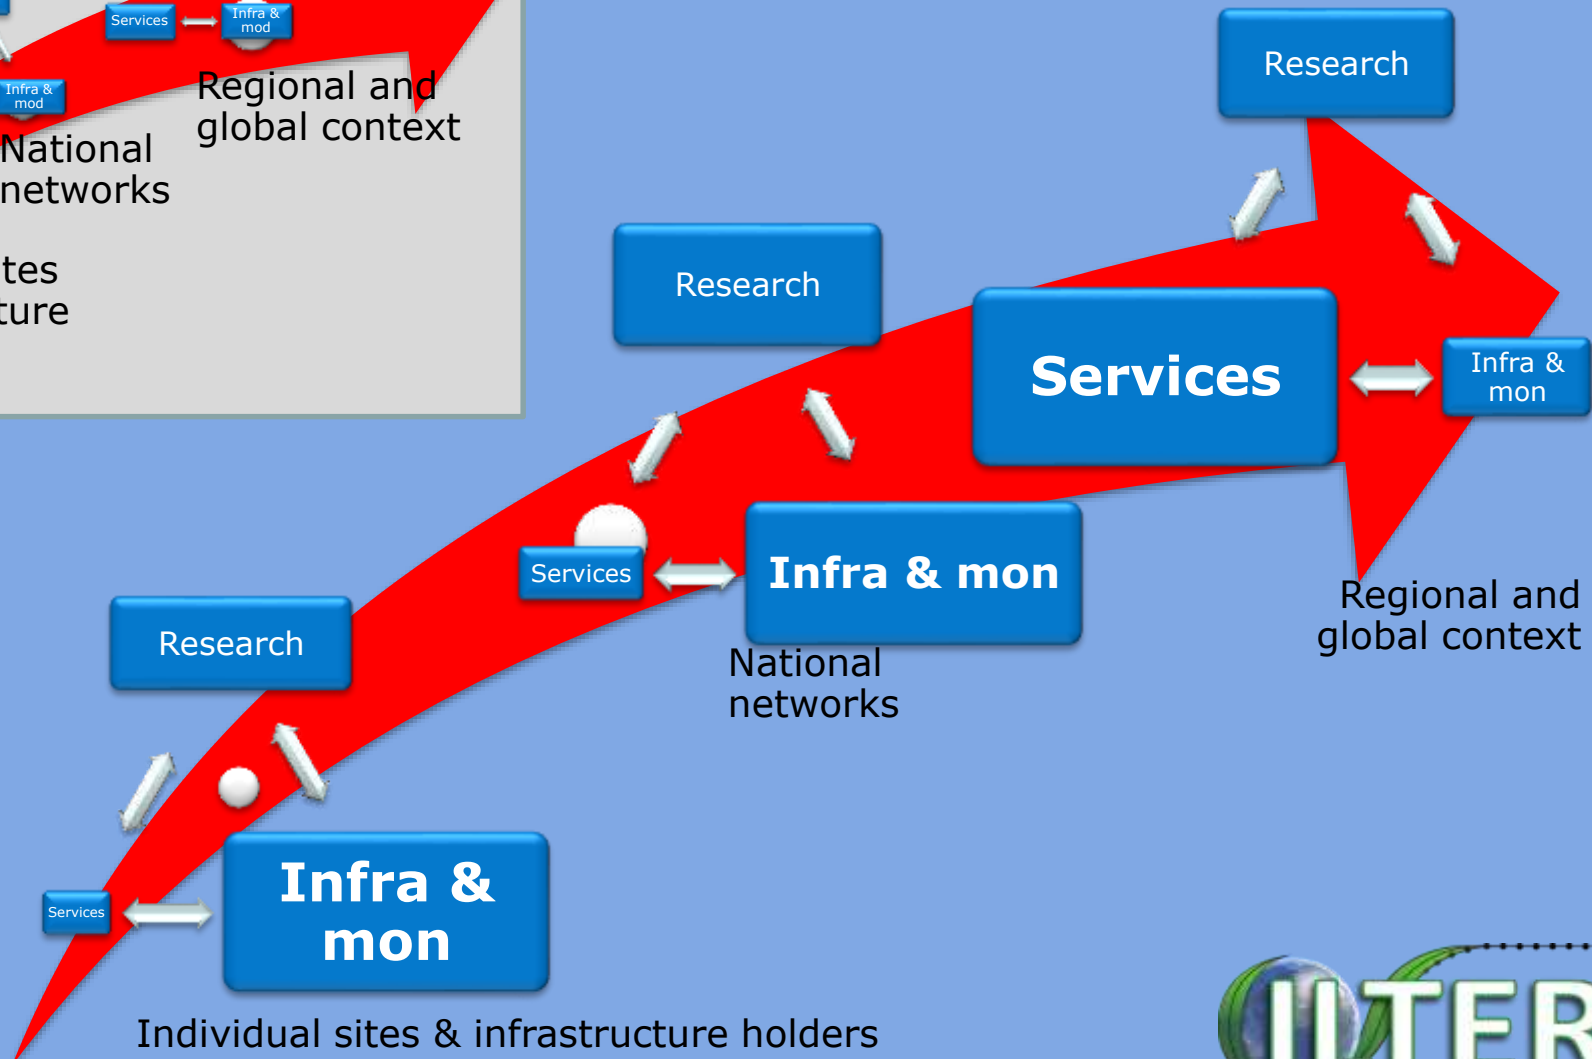 Services
Infra &
mod
Infra &
mod
Regional and
global context
National
networks
tes
ture
Research
Research
Services
Infra &
mon
Services
Infra & mon
Regional and
global context
Research
National
networks
Services
Infra &
mon
Individual sites & infrastructure holders
ILTER